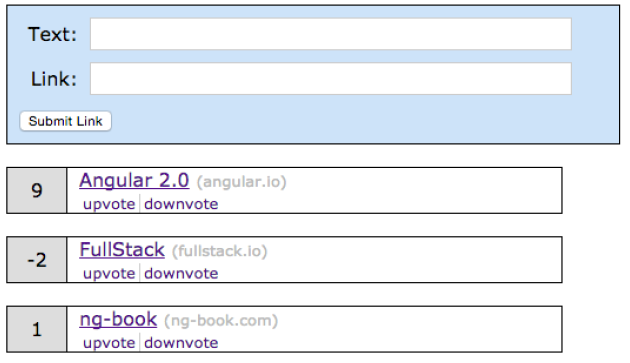 Text:
Link:
Submit Link
9
Angular 2.0 (angular.io)
upvote downvote
-2
FullStack (fullstack.io)
upvote downvote
1
ng-book (ng-book.com)
upvote downvote